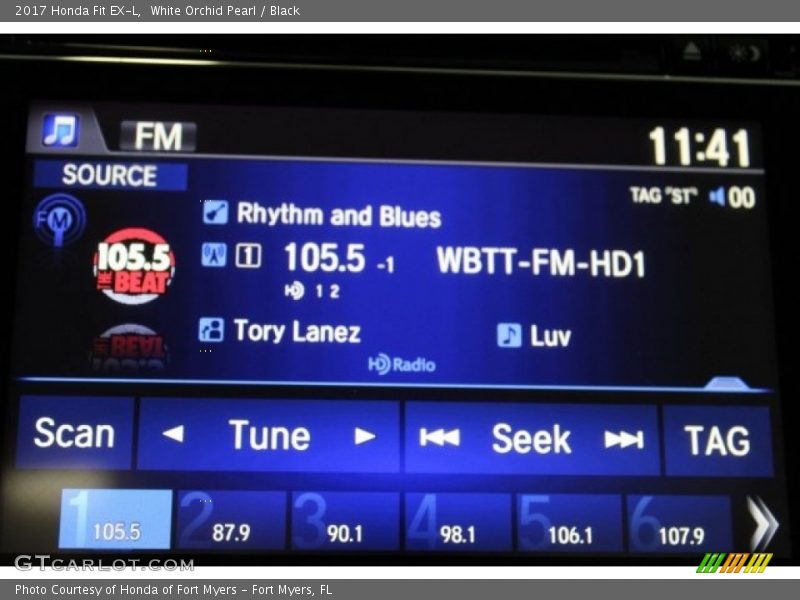 2017 Honda Fit EX-L, White Orchid Pearl / Black
FM
11:41
SOURCE
TAG "ST" 00
FM
Rhythm and Blues
105.5
THE BEAT
1 105.5 -1 WBTT-FM-HD1
HD 1 2
Tory Lanez
Luv
HD Radio
Scan
Tune
Seek
TAG
1 105.5
2 87.9
3 90.1
4 98.1
5 106.1
6 107.9
GTCARLOT.COM
Photo Courtesy of Honda of Fort Myers - Fort Myers, FL